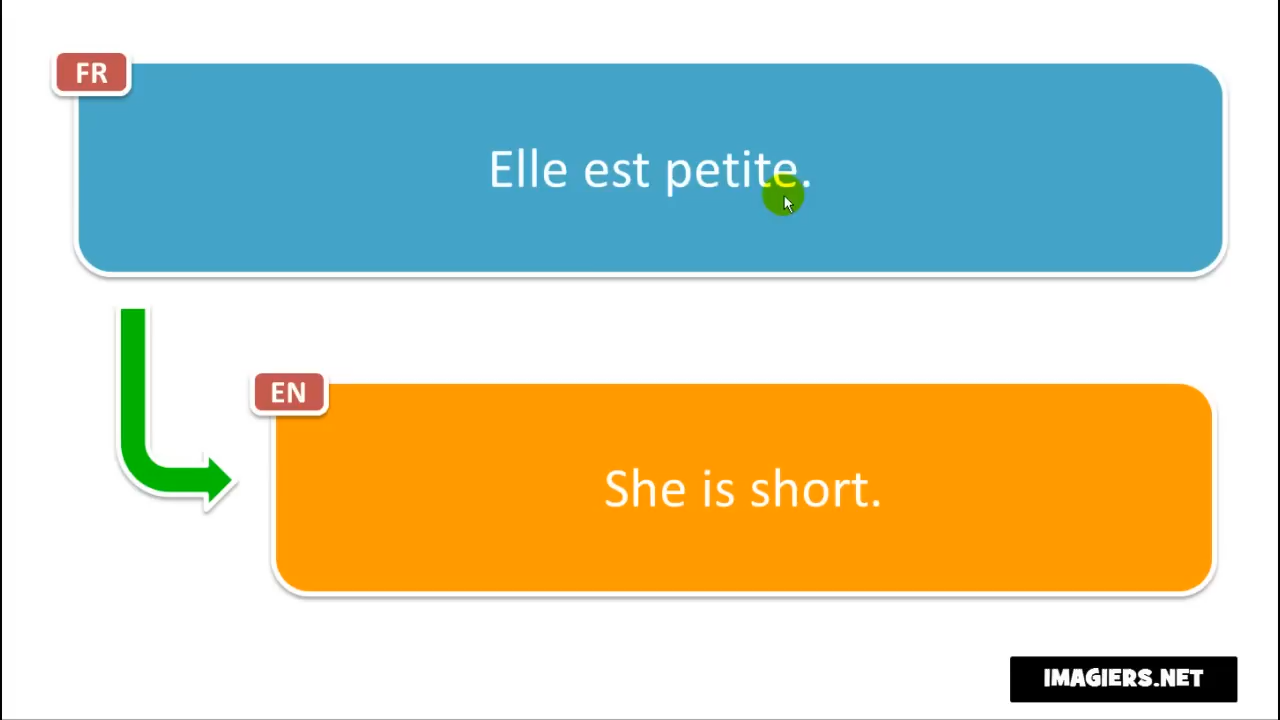 FR
Elle est petite.
EN
She is short.
IMAGIERS.NET